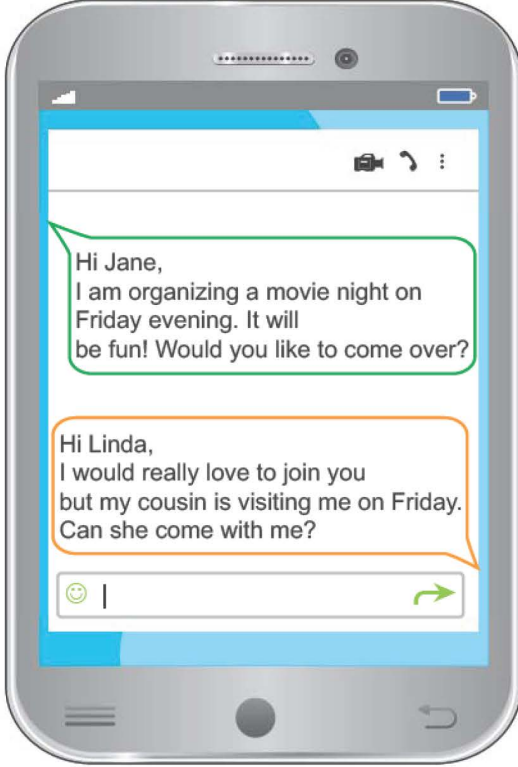 Hi Jane,
I am organizing a movie night on
Friday evening. It will
be fun! Would you like to come over?
Hi Linda,
I would really love to join you
but my cousin is visiting me on Friday.
Can she come with me?